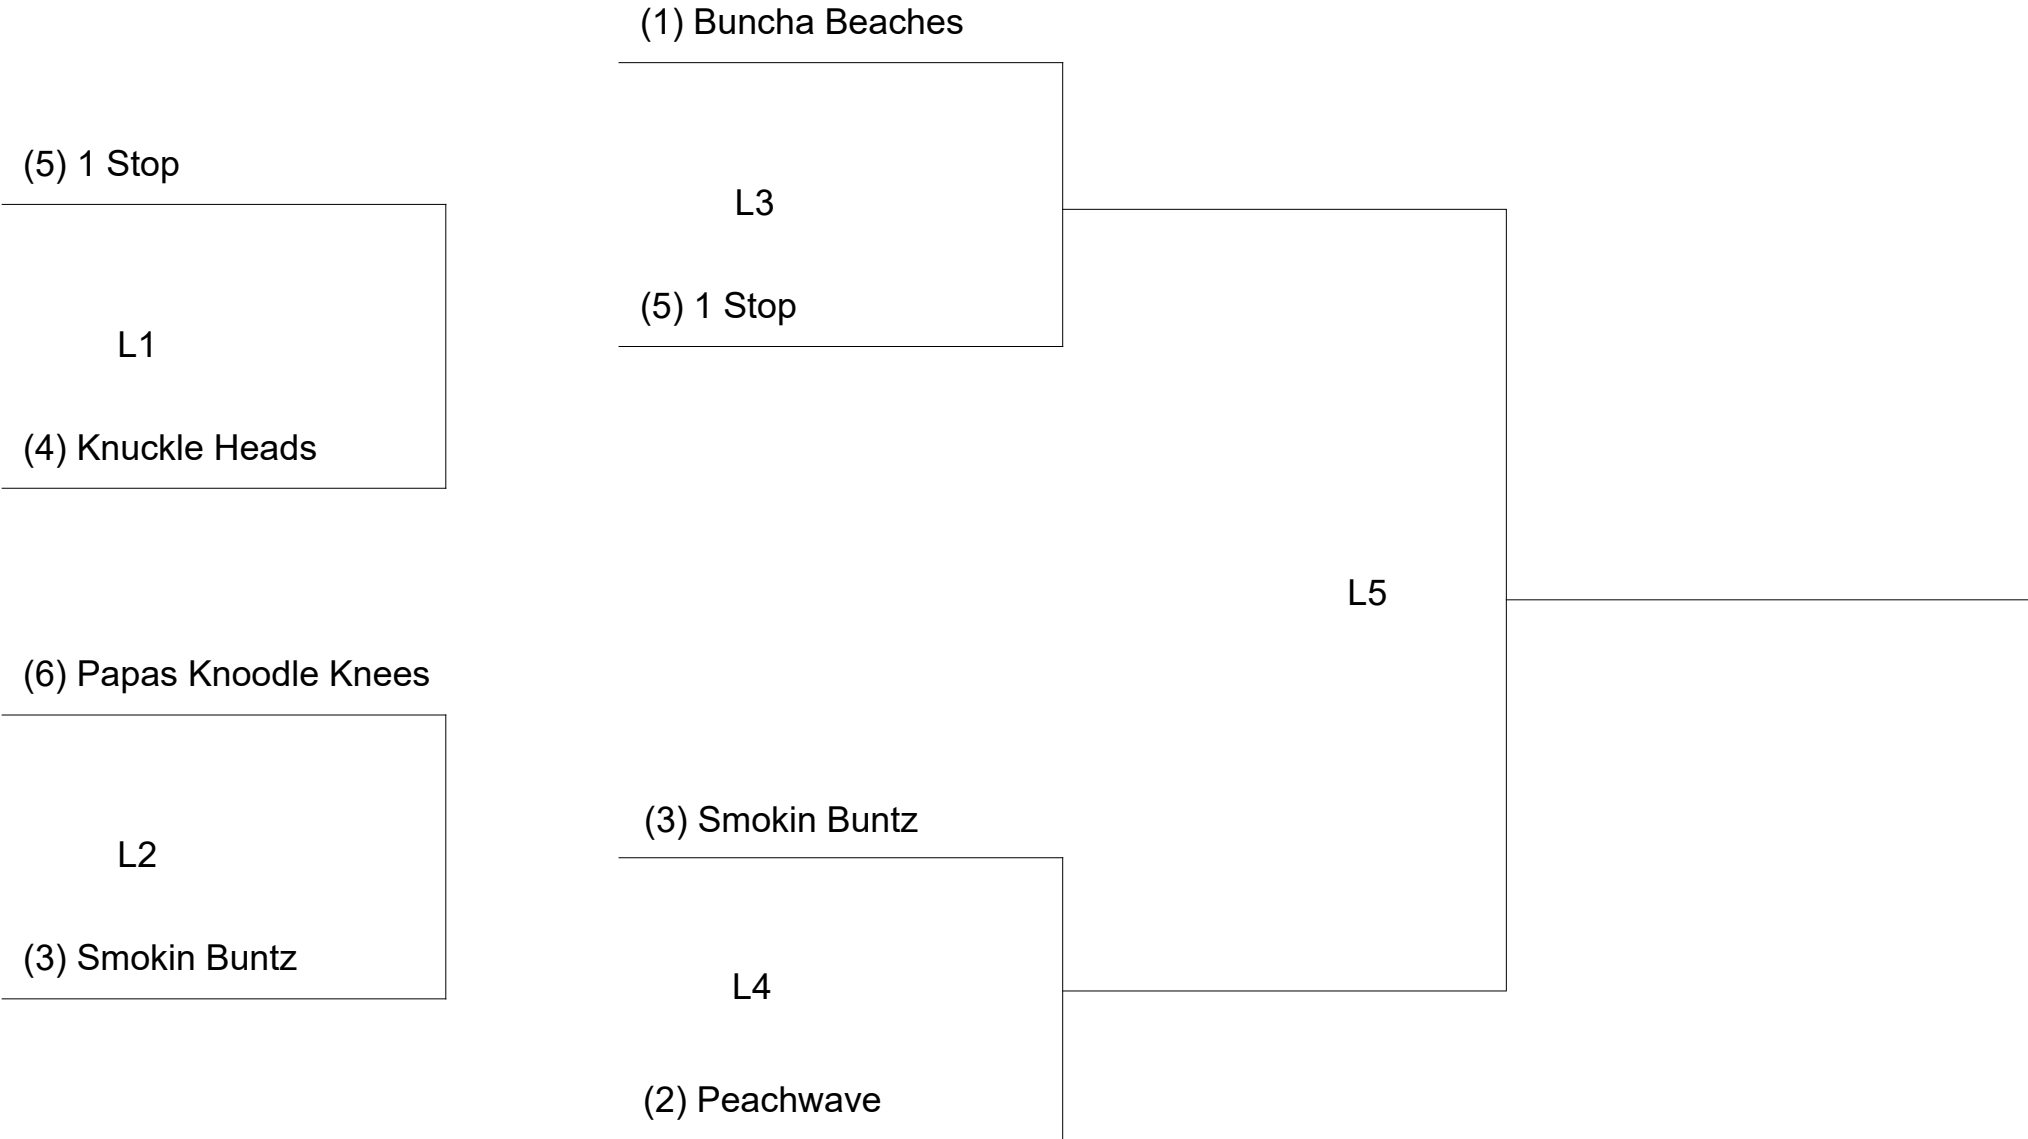 (1) Buncha Beaches
(5) 1 Stop
L3
(5) 1 Stop
L1
(4) Knuckle Heads
L5
(6) Papas Knoodle Knees
(3) Smokin Buntz
L2
(3) Smokin Buntz
L4
(2) Peachwave